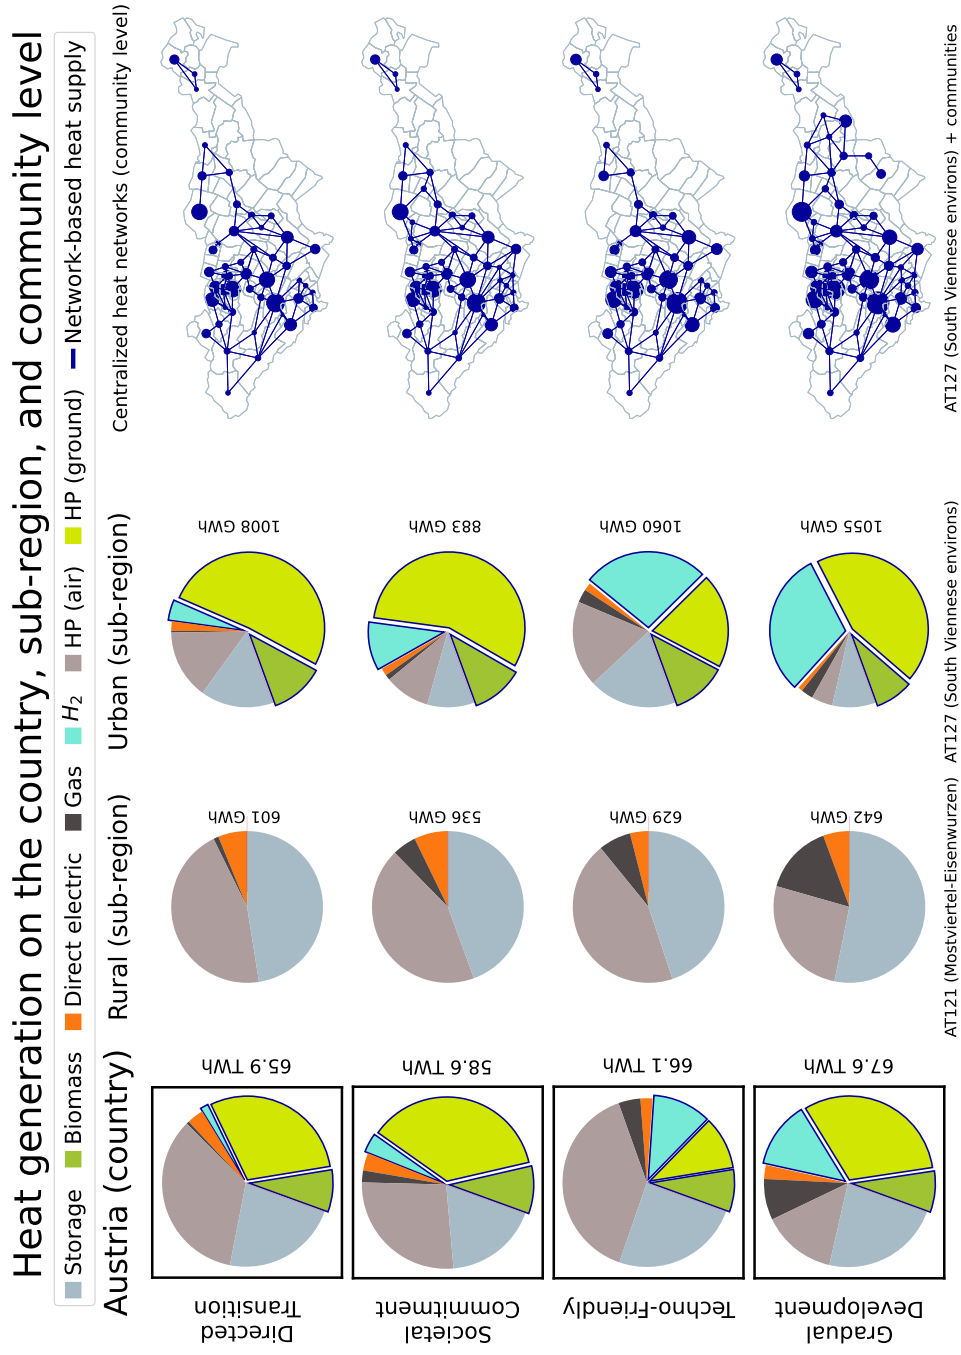 Heat generation on the country, sub-region, and community level
Storage Biomass Direct electric Gas H2 HP (air) HP (ground) Network-based heat supply
Austria (country) Rural (sub-region) Urban (sub-region) Centralized heat networks (community level)
Directed
Transition
65.9 TWh
601 GWh
1008 GWh
Societal
Commitment
58.6 TWh
536 GWh
883 GWh
Techno-Friendly
66.1 TWh
629 GWh
1060 GWh
Gradual
Development
67.6 TWh
642 GWh
1055 GWh
AT121 (Mostviertel-Eisenwurzen) AT127 (South Viennese environs) AT127 (South Viennese environs) + communities